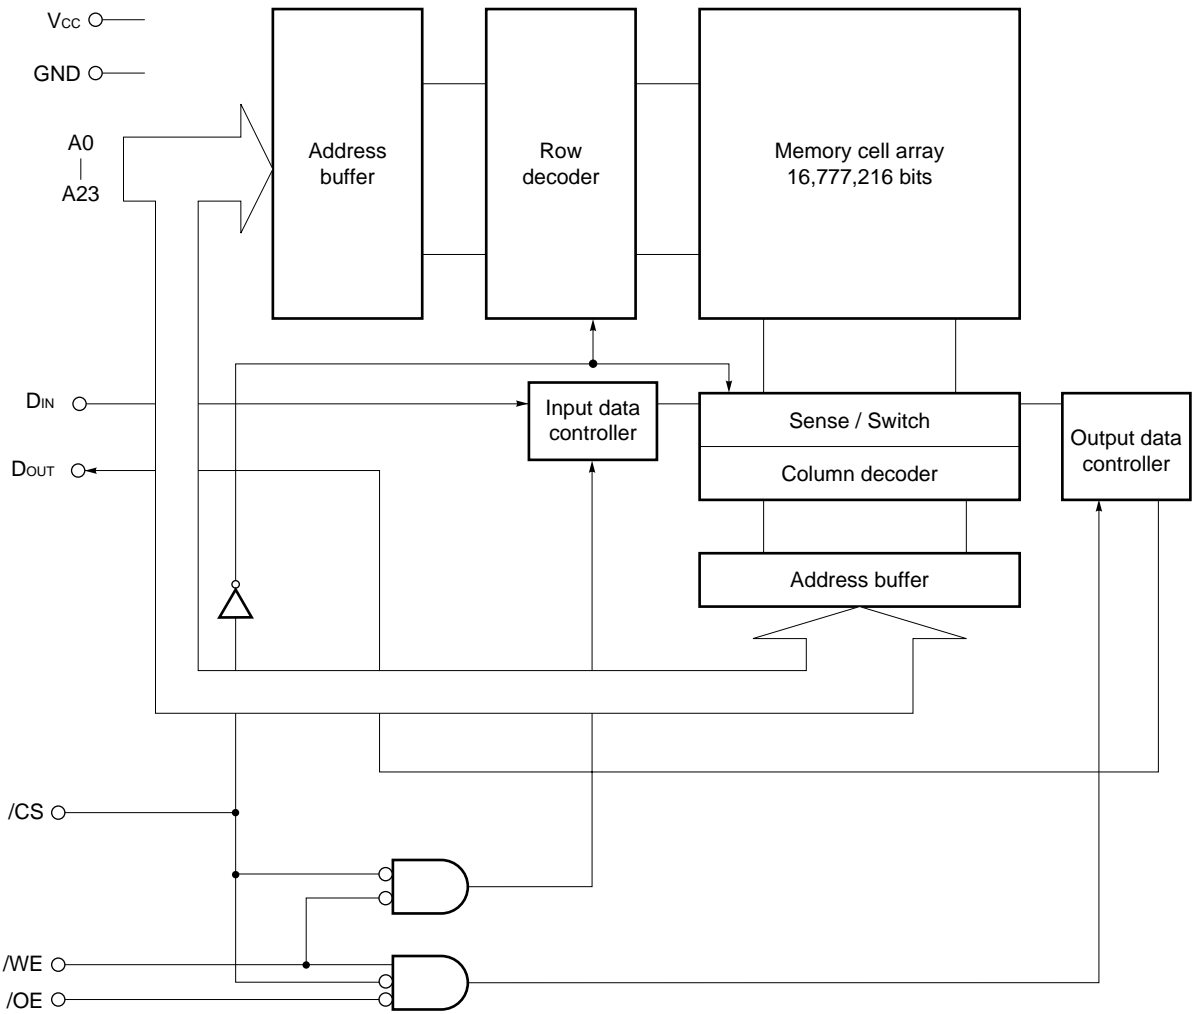 Vcc
GND
A0
A23
Address
buffer
Row
decoder
Memory cell array
16,777,216 bits
DIN
Input data
controller
Sense / Switch
Output data
controller
DOUT
Column decoder
Address buffer
/CS
/WE
/OE